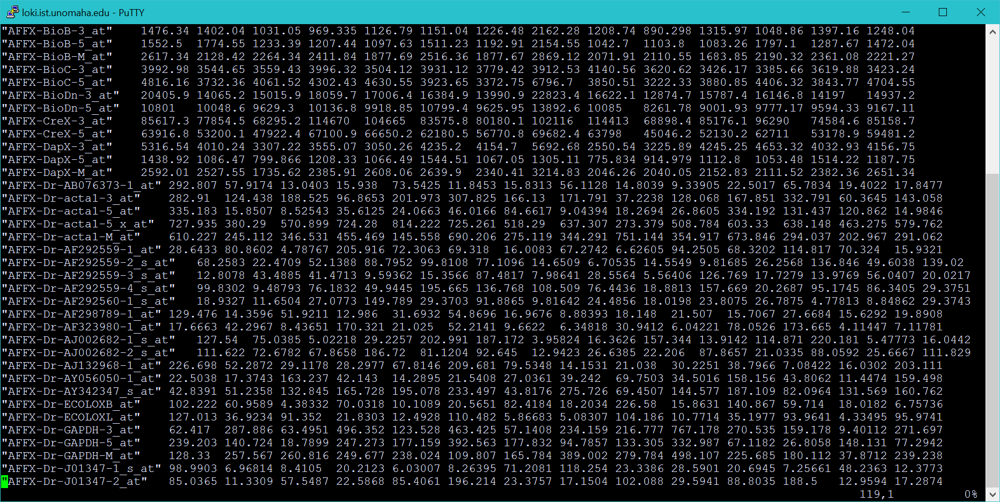 loki.ist.unomaha.edu - PuTTY
"AFFX-BioB-3_at"    1476.34 1402.04 1031.05 969.335 1126.79 1151.04 1226.48 2162.28 1208.74 890.298 1315.97 1048.86 1397.16 1248.04
"AFFX-BioB-5_at"    1552.5  1774.55 1233.39 1207.44 1097.63 1511.23 1192.91 2154.55 1042.7  1103.8  1083.26 1797.1  1287.67 1472.04
"AFFX-BioB-M_at"    2617.34 2128.42 2264.34 2411.84 1877.69 2516.36 1877.67 2869.12 2071.91 2110.55 1683.85 2190.32 2361.08 2221.27
"AFFX-BioC-3_at"    3992.98 3544.65 3559.43 3996.32 3504.12 3931.12 3779.42 3912.53 4140.56 3620.62 3426.17 3385.66 3619.88 3423.24
"AFFX-BioC-5_at"    4816.16 3732.36 4061.52 4302.43 4630.55 3923.65 3372.75 6796.7  3850.51 3222.33 3880.85 4406.32 3843.77 4704.55
"AFFX-BioDn-3_at"   20405.9 14065.2 15015.9 18059.7 17006.4 16384.9 13990.9 22823.4 16622.1 12874.7 15787.4 16146.8 14197   14937.2
"AFFX-BioDn-5_at"   10801   10048.6 9629.3  10136.8 9918.85 10799.4 9625.95 13892.6 10085   8261.78 9001.93 9777.17 9594.33 9167.11
"AFFX-CreX-3_at"    85617.3 77854.5 68295.2 114670  104665  83575.8 80180.1 102116  114413  68898.4 85176.1 96290   74584.6 85158.7
"AFFX-CreX-5_at"    63916.8 53200.1 47922.4 67100.9 66650.2 62180.5 56770.8 69682.4 63798   45046.2 52130.2 62711   53178.9 59481.2
"AFFX-DapX-3_at"    5316.54 4010.24 3307.22 3555.07 3050.26 4235.2  4154.7  5692.68 2550.54 3225.89 4245.25 4653.32 4032.93 4156.75
"AFFX-DapX-5_at"    1438.92 1086.47 799.866 1208.33 1066.49 1544.51 1067.05 1305.11 775.834 914.979 1112.8  1053.48 1514.22 1187.75
"AFFX-DapX-M_at"    2592.01 2527.55 1735.62 2385.91 2608.06 2639.9  2340.41 3214.83 2046.26 2040.05 2152.83 2111.52 2382.36 2651.34
"AFFX-Dr-AB076373-1_at" 292.807 57.9174 13.0403 15.938  73.5425 11.8453 15.8313 56.1128 14.8039 9.33905 22.5017 65.7834 19.4022 17.8477
"AFFX-Dr-acta1-3_at"    282.91  124.438 188.525 96.8653 201.973 307.825 166.13  171.791 37.2238 128.068 167.851 332.791 60.3645 143.058
"AFFX-Dr-acta1-5_at"    335.183 15.8507 8.52543 35.6125 24.0663 46.0166 84.6617 9.04394 18.2694 26.8605 334.192 131.437 120.862 14.9846
"AFFX-Dr-acta1-5_x_at"  727.935 380.29  570.899 724.28  814.222 725.261 518.29  637.307 273.379 508.784 603.33  638.148 463.275 579.762
"AFFX-Dr-acta1-M_at"    610.227 245.112 346.531 455.469 145.558 690.206 275.119 344.291 751.144 354.917 673.846 294.037 202.967 291.062
"AFFX-Dr-AF292559-1_at" 28.6433 80.8602 4.78767 205.916 72.3063 69.318  16.0083 67.2742 6.62605 94.2505 68.3202 114.817 70.324  15.9321
"AFFX-Dr-AF292559-2_s_at"   68.2583 22.4709 52.1388 88.7952 99.8108 77.1096 14.6509 6.70535 14.5549 9.81685 26.2568 136.846 49.6038 139.02
"AFFX-Dr-AF292559-3_s_at"   12.8078 43.4885 41.4713 9.59362 15.3566 87.4817 7.98641 28.5564 5.56406 126.769 17.7279 13.9769 56.0407 20.0217
"AFFX-Dr-AF292559-4_s_at"   99.8302 9.48793 76.1832 49.9445 195.665 136.768 108.509 76.4436 18.8813 157.669 20.2687 95.1745 86.3405 29.3751
"AFFX-Dr-AF292560-1_s_at"   18.9327 11.6504 27.0773 149.789 29.3703 91.8865 9.81642 24.4856 18.0198 23.8075 26.7875 4.77813 8.84862 29.3743
"AFFX-Dr-AF298789-1_at" 129.476 14.3596 51.9211 12.986  31.6932 54.8696 16.9676 8.88393 18.148  21.507  15.7067 27.6684 15.6292 19.8908
"AFFX-Dr-AF323980-1_at" 17.6663 42.2967 8.43651 170.321 21.025  52.2141 9.6622  6.34818 30.9412 6.04221 78.0526 173.665 4.11447 7.11781
"AFFX-Dr-AJ002682-1_s_at"   127.54  75.0385 5.02218 29.2257 202.991 187.172 3.95824 16.3626 157.344 13.9142 114.871 220.181 5.47773 16.0442
"AFFX-Dr-AJ002682-2_s_at"   111.622 72.6782 67.8658 186.72  81.1204 92.645  12.9423 26.6385 22.206  87.8657 21.0335 88.0592 25.6667 111.829
"AFFX-Dr-AJ132968-1_at" 226.698 52.2872 29.1178 28.2977 67.8146 209.681 79.5348 14.1531 21.038  30.2251 38.7966 7.08422 16.0302 203.111
"AFFX-Dr-AY056050-1_at" 22.5038 17.3743 163.237 42.143  14.2895 21.5408 27.0361 39.242  69.7503 34.5016 158.156 43.8062 11.4474 159.498
"AFFX-Dr-AY342347_s_at" 42.8391 51.2358 132.845 165.728 195.078 233.497 43.8176 275.726 69.4507 144.577 187.109 82.0964 131.569 160.762
"AFFX-Dr-ECOLOXB_at"    102.222 60.9589 4.38332 70.0318 10.1089 20.5651 82.4184 18.2034 226.58  15.8631 140.867 59.714  18.0182 6.75736
"AFFX-Dr-ECOLOXL_at"    127.013 36.9234 91.352  21.8303 12.4928 110.482 5.86683 5.08307 104.186 10.7714 35.1977 93.9641 4.33495 95.9741
"AFFX-Dr-GAPDH-3_at"    62.417  287.886 63.4951 496.352 123.528 463.425 57.1408 234.159 216.777 767.178 270.535 159.178 9.40112 271.697
"AFFX-Dr-GAPDH-5_at"    239.203 140.724 18.7899 247.273 177.159 392.563 177.832 94.7857 133.305 332.987 67.1182 26.8058 148.131 77.2942
"AFFX-Dr-GAPDH-M_at"    128.33  257.567 260.816 249.677 238.024 109.807 165.784 389.002 279.784 498.107 225.685 180.112 37.8712 239.238
"AFFX-Dr-J01347-1_s_at" 98.9903 6.96814 8.4105  20.2123 6.03007 8.26395 71.2081 118.254 23.3386 28.5901 20.6945 7.25661 48.2363 12.3773
"AFFX-Dr-J01347-2_at"   85.0365 11.3309 57.5487 22.5868 85.4061 196.214 23.3757 17.1504 102.088 29.5941 88.8035 188.5   12.9594 17.2874
119,1    0%